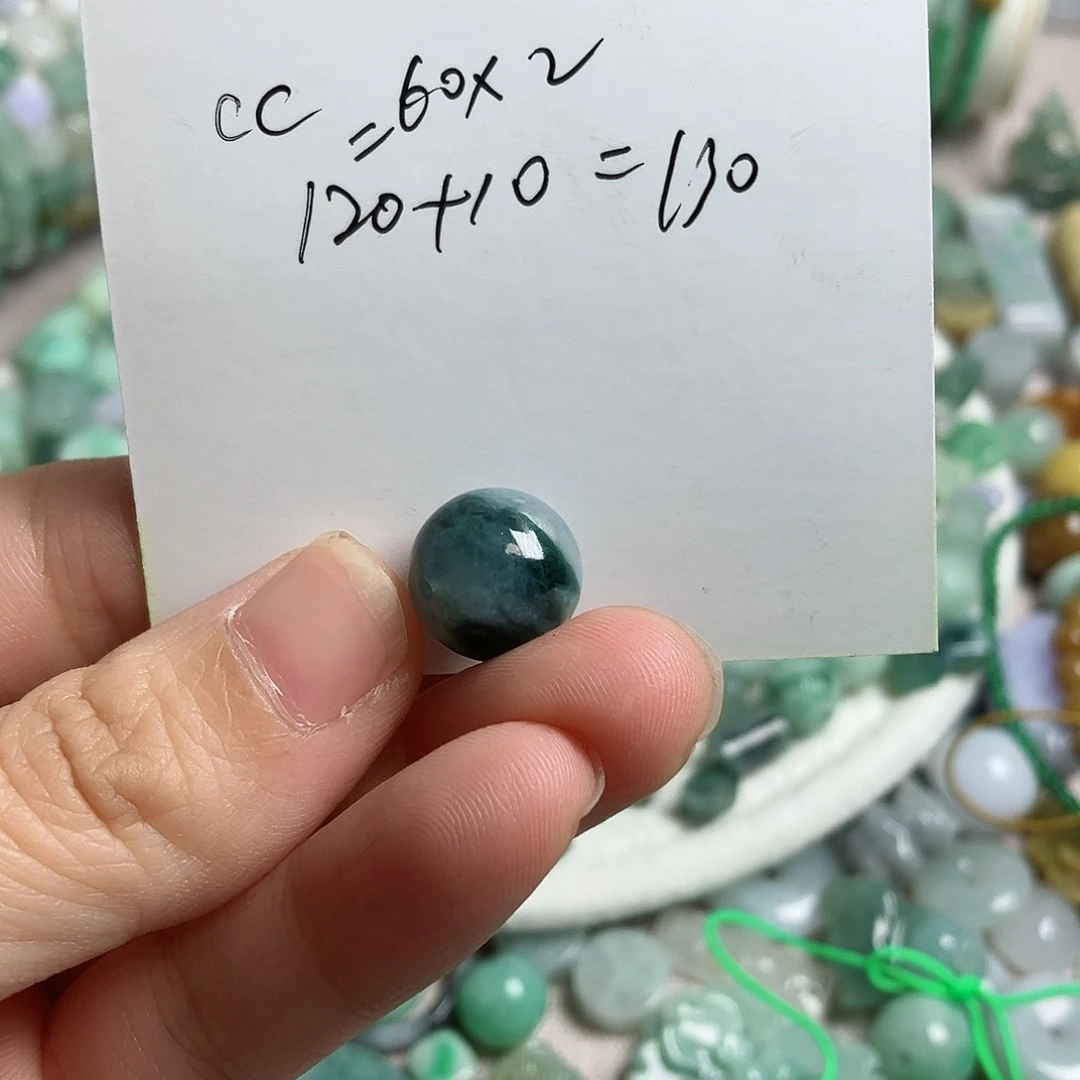 CC = 60x2
120+10 = 130